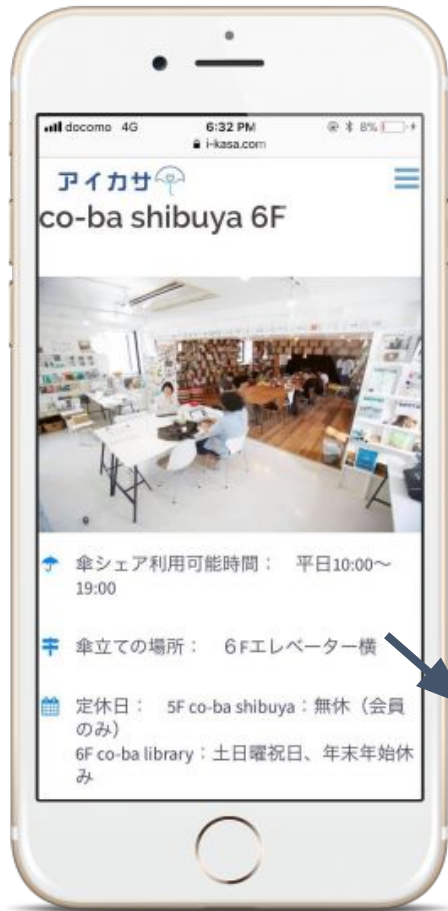 docomo 4G 6:32 PM 8%
i-kasa.com
アイカサ
co-ba shibuya 6F
傘シェア利用可能時間： 平日10:00～
19:00
傘立ての場所： ６Fエレベーター横
定休日： 5F co-ba shibuya：無休（会員
のみ）
6F co-ba library：土日曜祝日、年末年始休
み